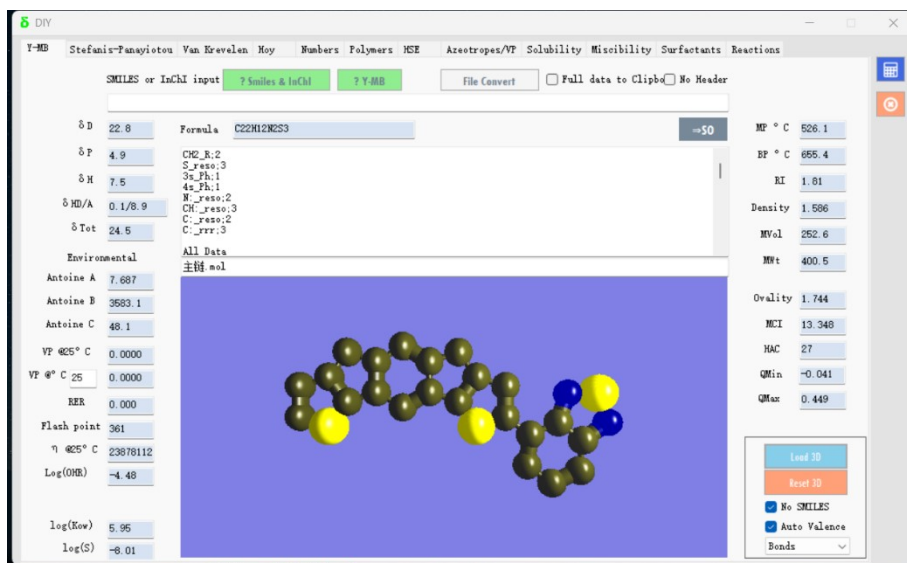 δ DIY
Y-MB Stefanis-Panayiotou Van Krevelen Hoy Numbers Polymers HSE Azeotropes/VP Solubility Miscibility Surfactants Reactions
SMILES or InChI input ? Smiles & InChI ? Y-MB File Convert Full data to Clipbo No Header
δD 22.8 Formula C22H12N2S3 ⇒SO MP °C 526.1
δP 4.9 BP °C 655.4
δH 7.5 RI 1.81
δHD/A 0.1/8.9 Density 1.586
δTot 24.5 MVol 252.6
CH2_R;2
S_reso;3
3s_Ph;1
4s_Ph;1
N:_reso;2
CH:_reso;3
C:_reso;2
C:_rrr;3
All Data
主链.mol
MWt 400.5
Environmental
Antoine A 7.687
Antoine B 3583.1 Ovality 1.744
Antoine C 48.1 MCI 13.348
VP @25°C 0.0000 HAC 27
VP @°C 25 0.0000 QMin -0.041
RER 0.000 QMax 0.449
Flash point 361
η @25°C 23878112 Load 3D
Log(OHR) -4.48 Reset 3D
No SMILES
log(Kow) 5.95 Auto Valence
log(S) -8.01 Bonds